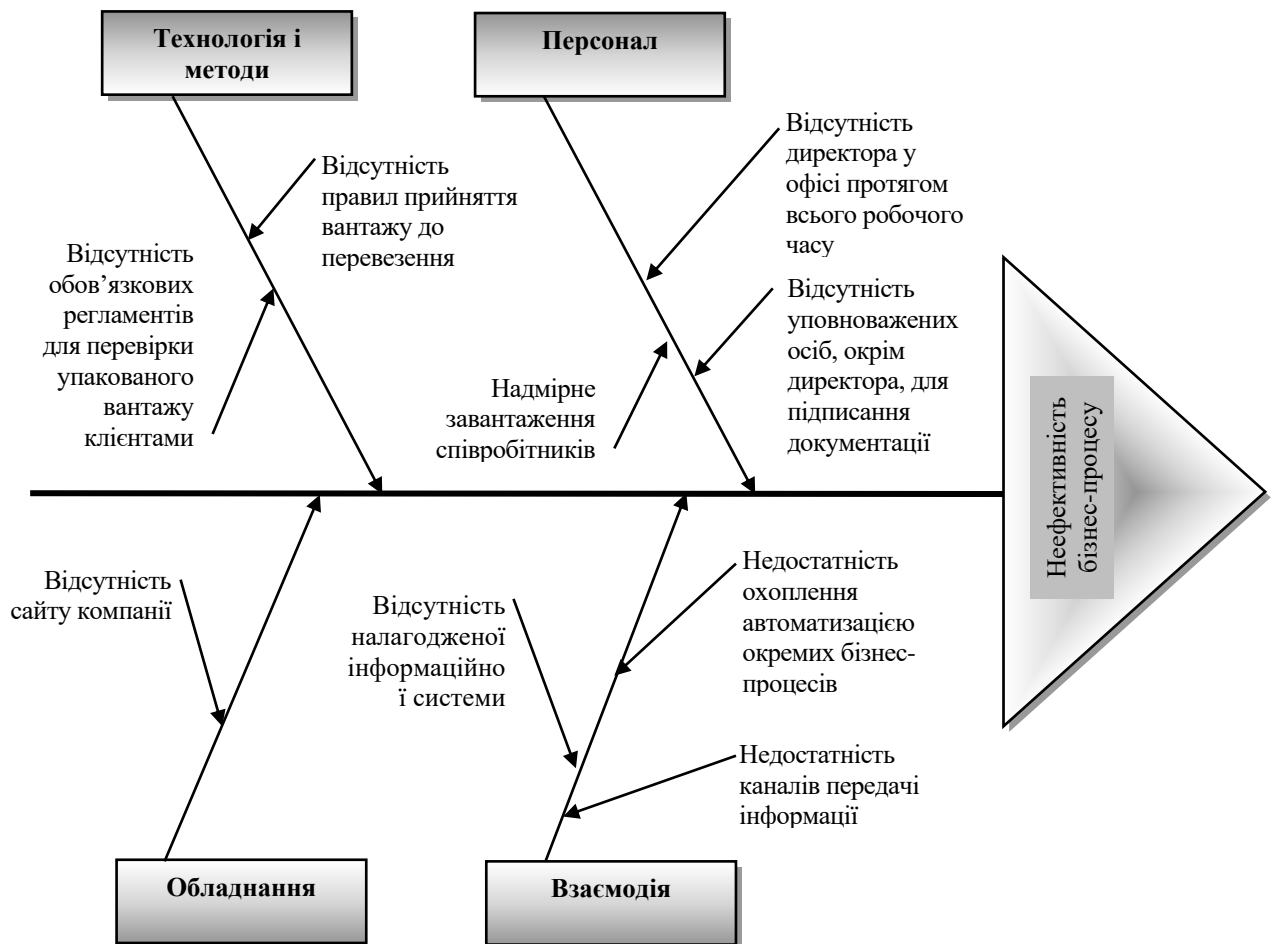 Технологія і
методи
Персонал
Відсутність
правил прийняття
вантажу до
перевезення
Відсутність
обов’язкових
регламентів
для перевірки
упакованого
вантажу
клієнтами
Відсутність
директора у
офісі протягом
всього робочого
часу
Відсутність
уповноважених
осіб, окрім
директора, для
підписання
документації
Надмірне
завантаження
співробітників
Неефективність
бізнес-процесу
Відсутність
сайту компанії
Відсутність
налагодженої
інформаційно
ї системи
Недостатність
охоплення
автоматизацією
окремих бізнес-
процесів
Недостатність
каналів передачі
інформації
Обладнання
Взаємодія